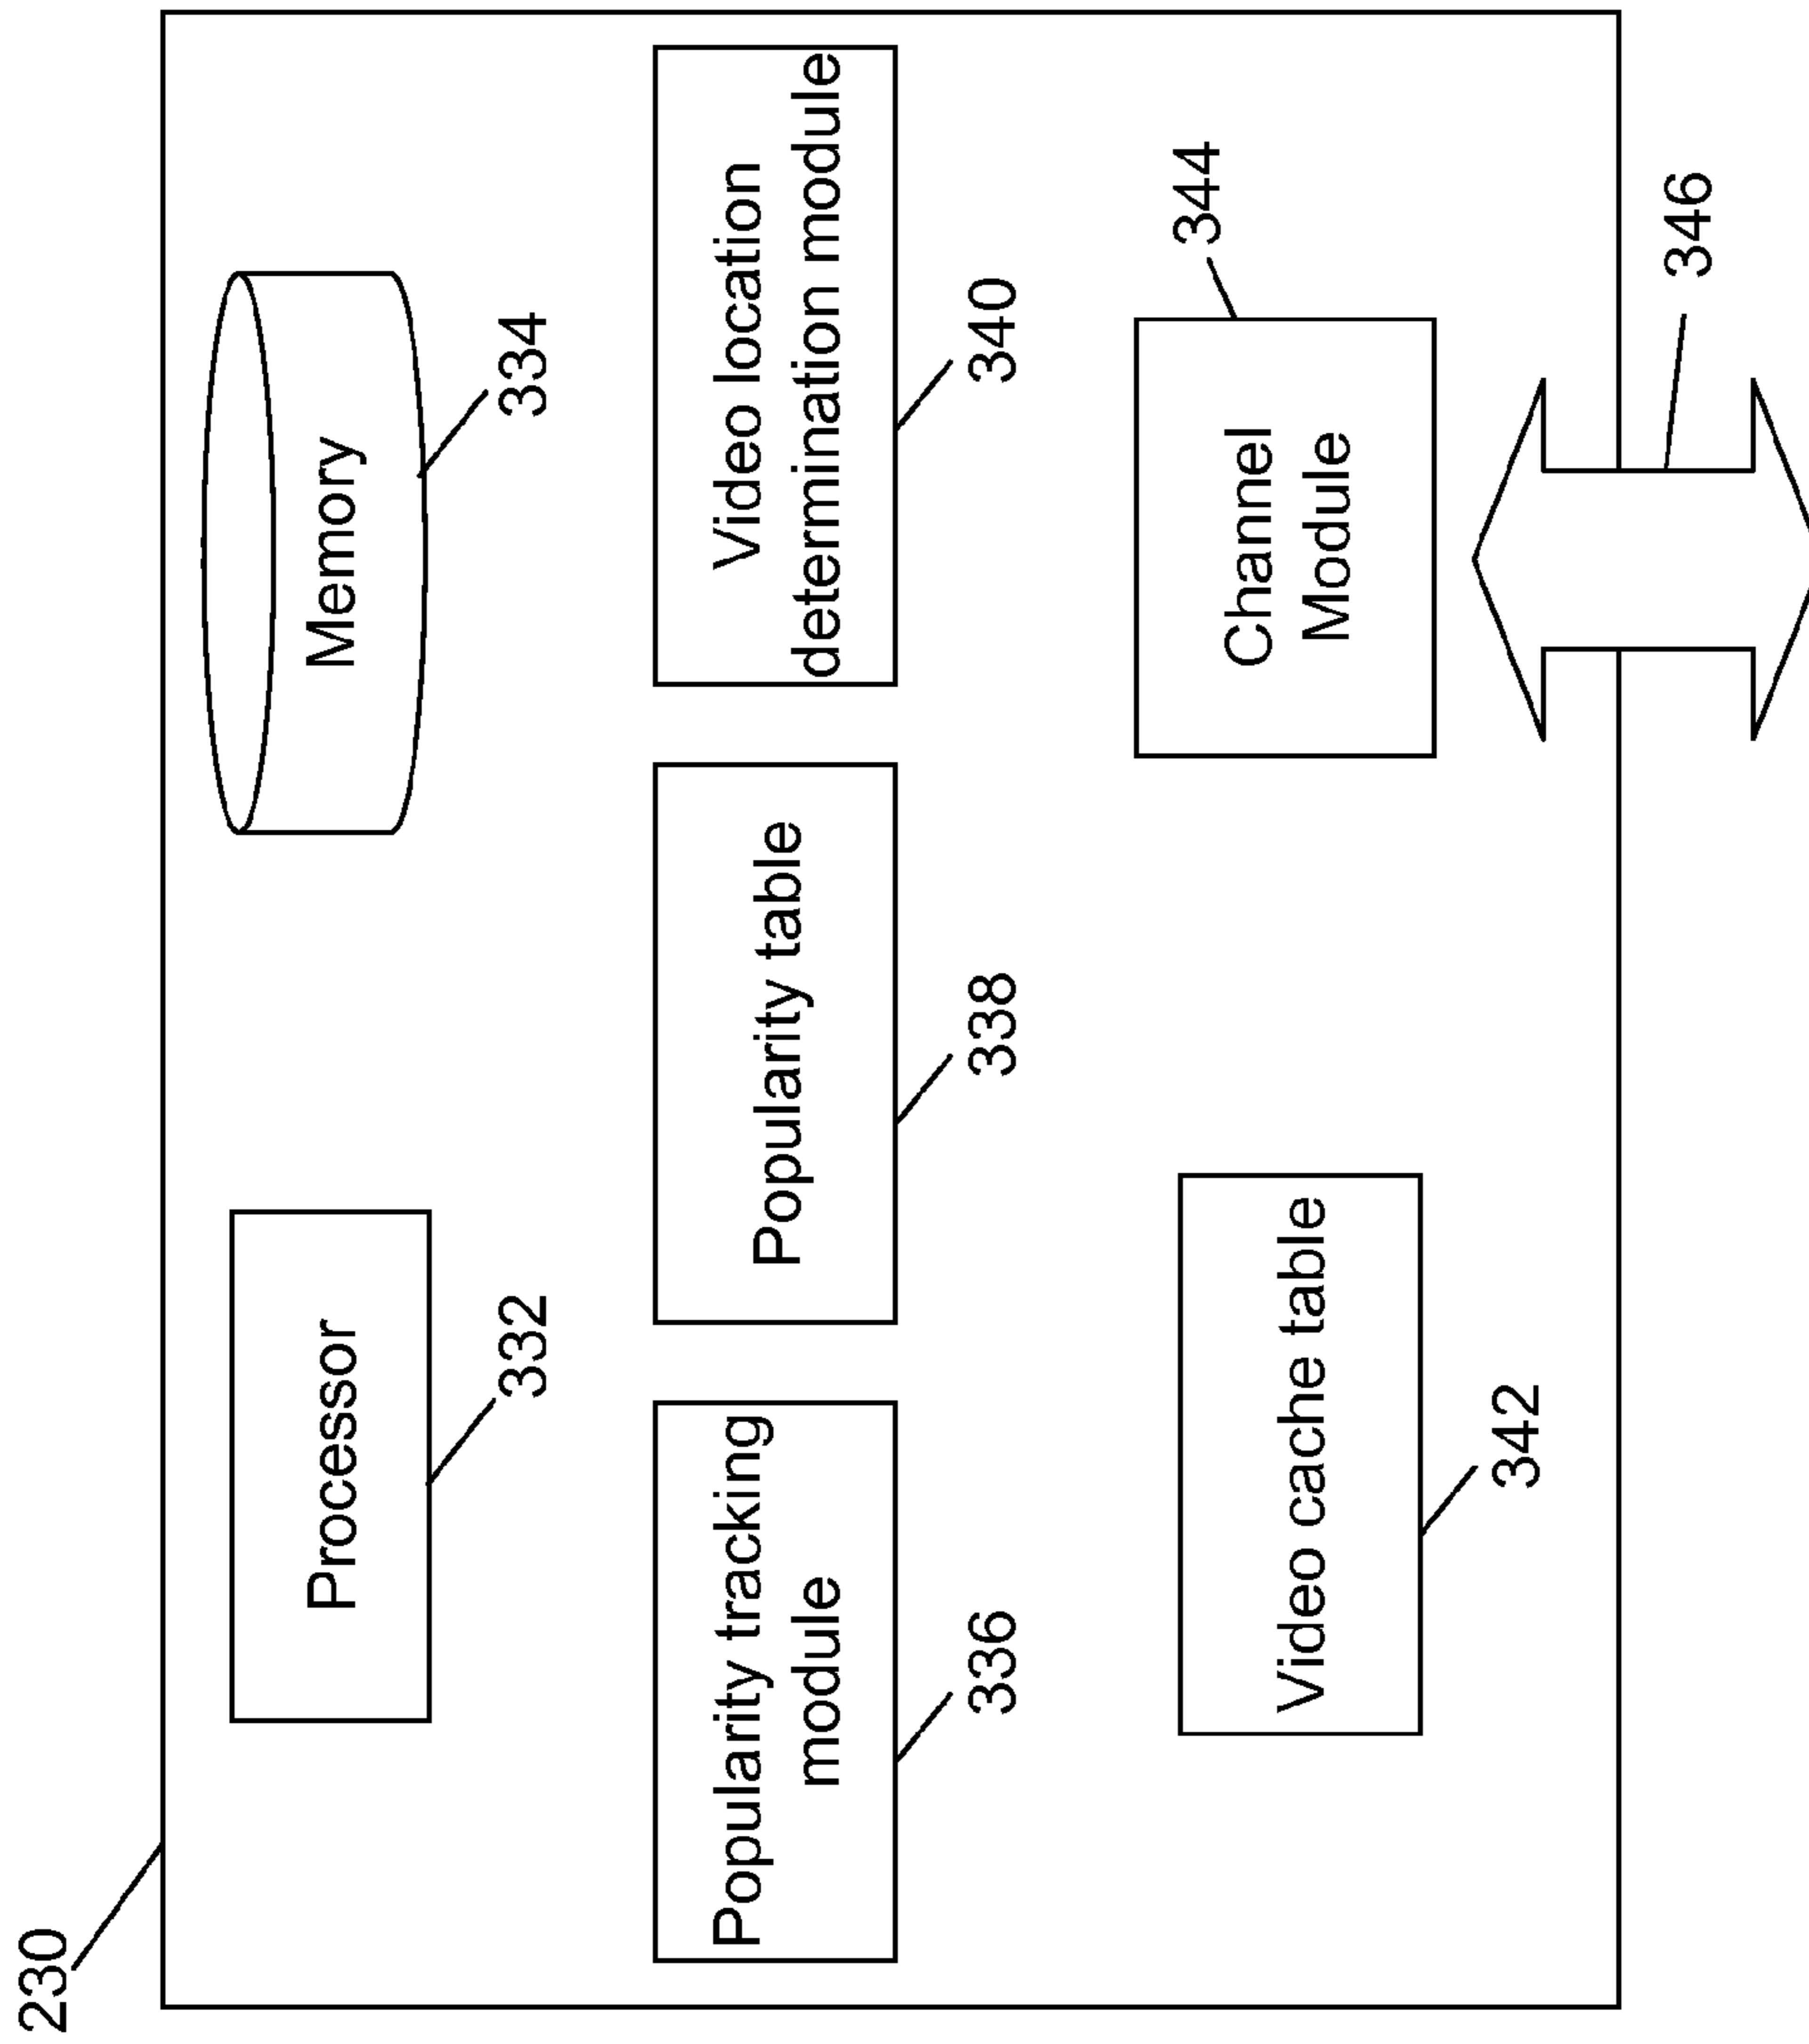 230
Processor
332
Memory
334
Popularity tracking
module
336
Popularity table
338
Video location
determination module
340
Video cache table
342
Channel
Module
344
346